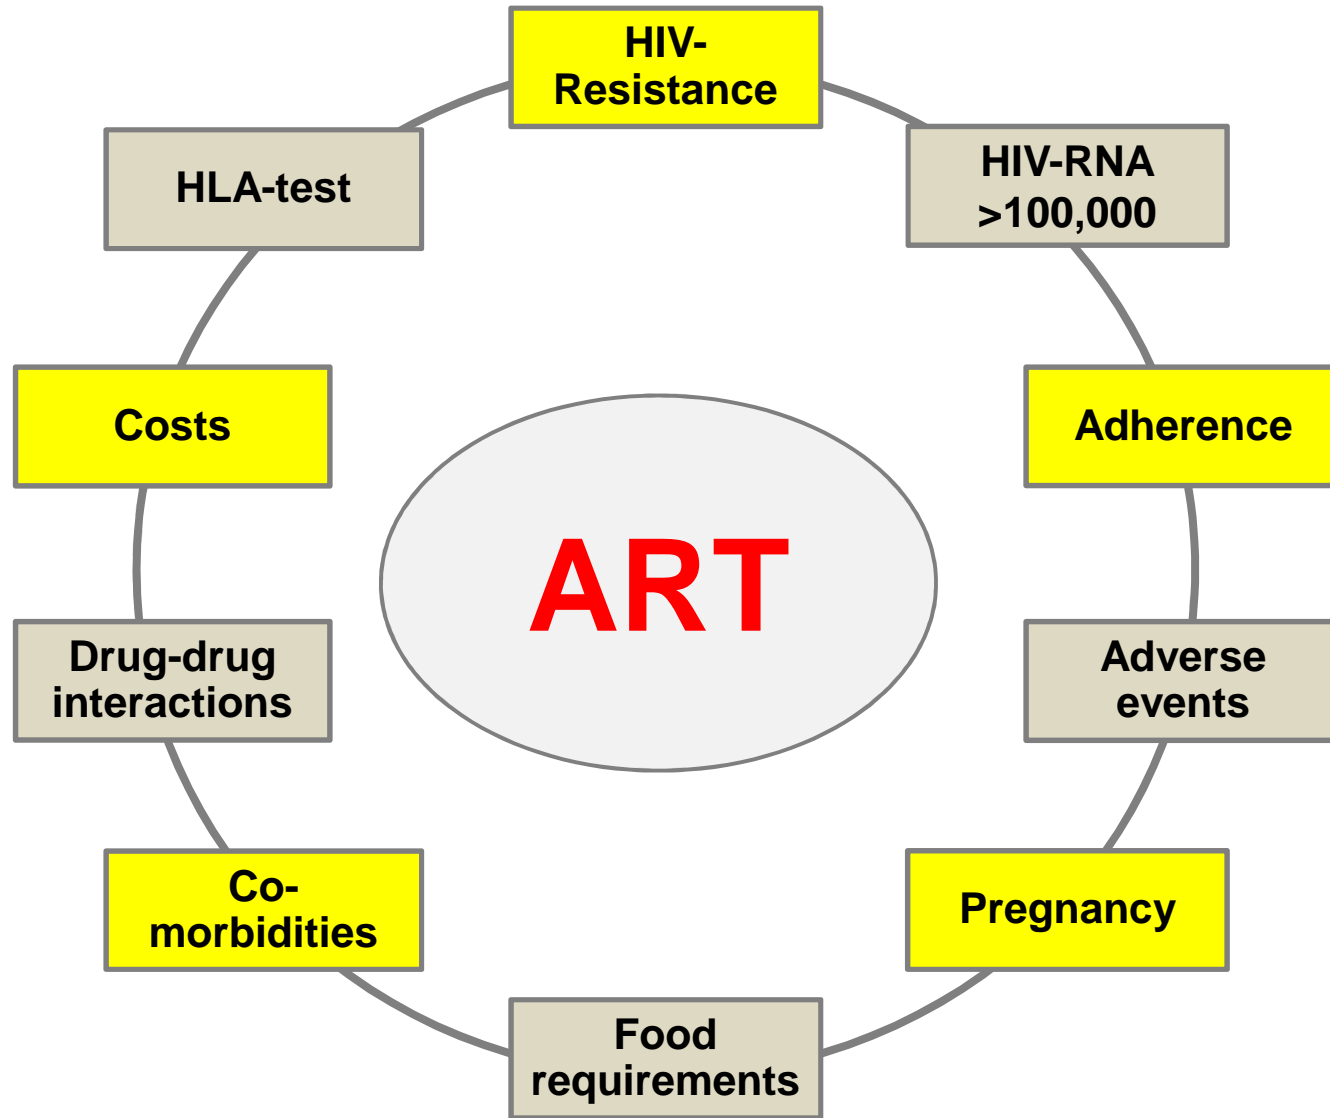 HIV-
Resistance
HLA-test
HIV-RNA
>100,000
Costs
Adherence
ART
Drug-drug
interactions
Adverse
events
Co-
morbidities
Pregnancy
Food
requirements